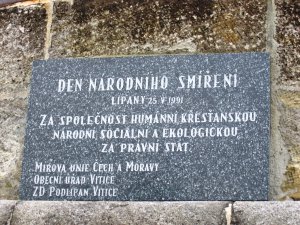 DEN NÁRODNÍHO SMÍŘENÍ
LIPANY 25 V 1991
ZA SPOLEČNOST HUMÁNNÍ KŘESŤANSKOU
NÁRODNÍ, SOCIÁLNÍ A EKOLOGICKOU,
ZA PRÁVNÍ STÁT.
MÍROVÁ UNIE ČECH A MORAVY
OBECNÍ ÚŘAD VITICE
ZD PODLIPAN VITICE